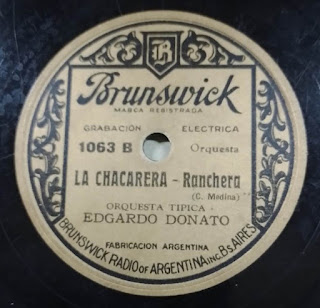 B
Brunswick
MARCA REGISTRADA
GRABACIÓN ELECTRICA
1063 B Orquesta
LA CHACARERA - Ranchera
(C. Medina)
ORQUESTA TIPICA -
EDGARDO DONATO
FABRICACION ARGENTINA
BRUNSWICK RADIO OF ARGENTINA INC. Bs. AIRES